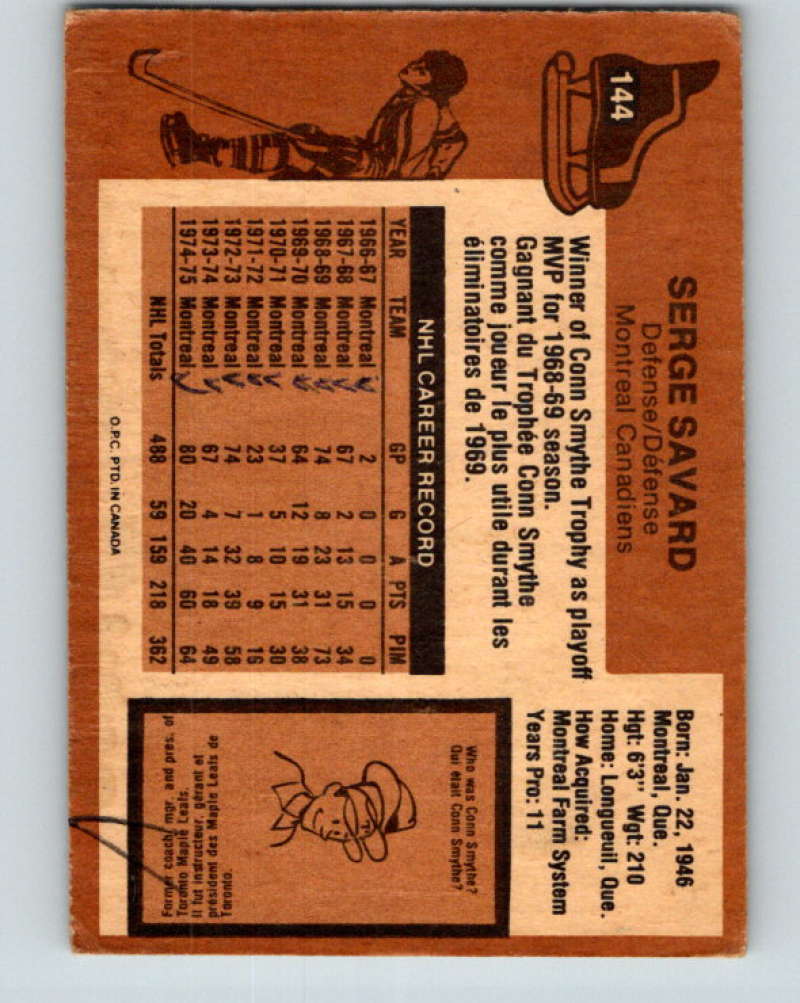 144
SERGE SAVARD
Defense/Défense
Montreal Canadiens
Born: Jan. 22, 1946
Montreal, Que.
Hgt: 6'3" Wgt: 210
Home: Longueuil, Que.
How Acquired:
Montreal Farm System
Years Pro: 11
Winner of Conn Smythe Trophy as playoff
MVP for 1968-69 season.
Gagnant du Trophée Conn Smythe
comme joueur le plus utile durant les
éliminatoires de 1969.
NHL CAREER RECORD
YEAR TEAM GP G A PTS PIM
1966-67 Montreal 2 0 0 0 0
1967-68 Montreal 67 2 13 15 34
1968-69 Montreal 74 8 23 31 73
1969-70 Montreal 64 12 19 31 38
1970-71 Montreal 37 5 10 15 30
1971-72 Montreal 23 1 8 9 16
1972-73 Montreal 74 7 32 39 58
1973-74 Montreal 67 4 14 18 49
1974-75 Montreal 80 20 40 60 64
NHL Totals 488 59 159 218 362
Who was Conn Smythe?
Qui était Conn Smythe?
Former coach, mgr. and pres. of
Toronto Maple Leafs.
Il fut instructeur, gérant et
président des Maple Leafs de
Toronto.
O.P.C. PTD. IN CANADA